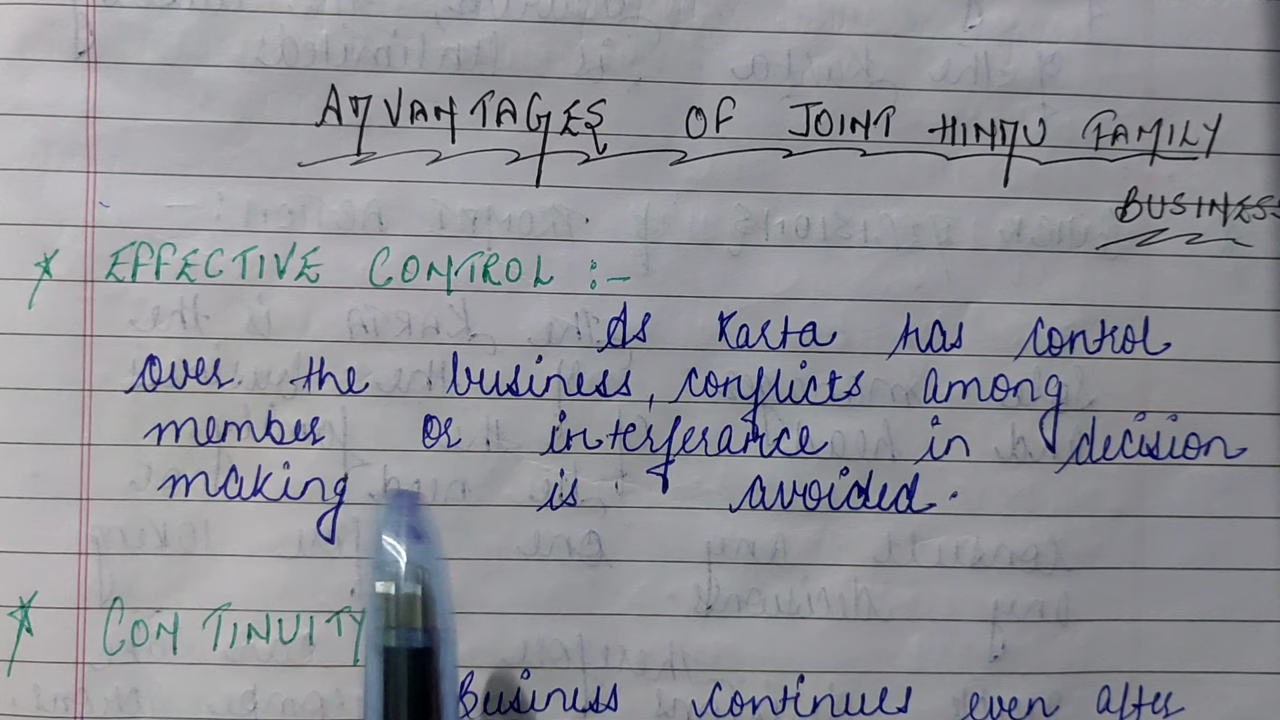 ADVANTAGES OF JOINT HINDU FAMILY
BUSINESS
* EFFECTIVE CONTROL :-
As Karta has control
over the business, conflicts among
member or interferance in decision
making is avoided.
* CONTINUITY
Business continues even after